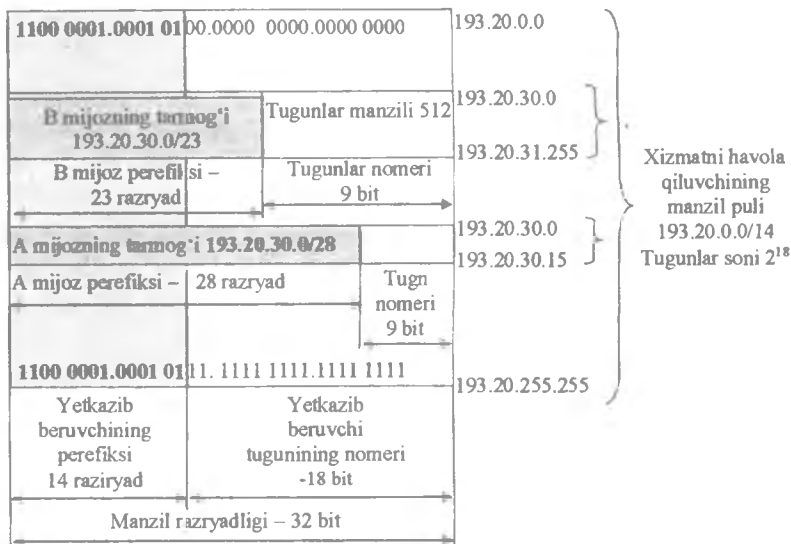 1100 0001.0001 0100.0000 0000.0000 0000
193.20.0.0
B mijozning tarmog‘i
193.20.30.0/23
Tugunlar manzili 512
193.20.30.0
193.20.31.255
B mijoz perefiksi –
23 razryad
Tugunlar nomeri
9 bit
A mijozning tarmog‘i 193.20.30.0/28
193.20.30.0
193.20.30.15
A mijoz perefiksi – 28 razryad
Tugn
nomeri
9 bit
1100 0001.0001 0111. 1111 1111.1111 1111
193.20.255.255
Yetkazib
beruvchining
perefiksi
14 raziryad
Yetkazib
beruvchi
tugunining nomeri
-18 bit
Manzil razryadligi – 32 bit
Xizmatni havola
qiluvchining
manzil puli
193.20.0.0/14
Tugunlar soni 2¹⁸